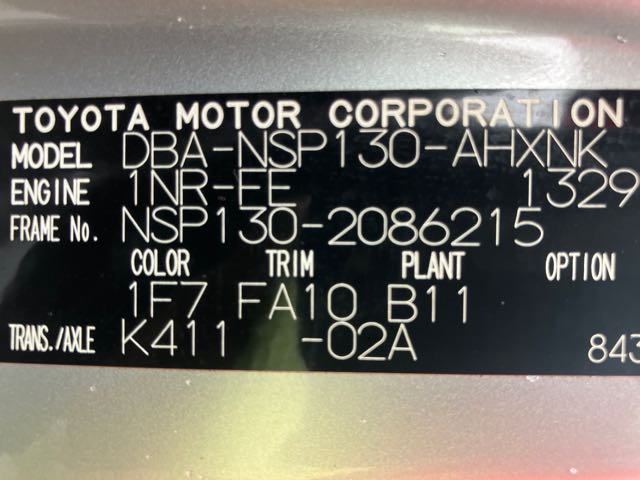 TOYOTA MOTOR CORPORATION
MODEL DBA-NSP130-AHXNK
ENGINE 1NR-FE 1329
FRAME No. NSP130-2086215
COLOR TRIM PLANT OPTION
1F7 FA10 B11
TRANS./AXLE K411 -02A 843